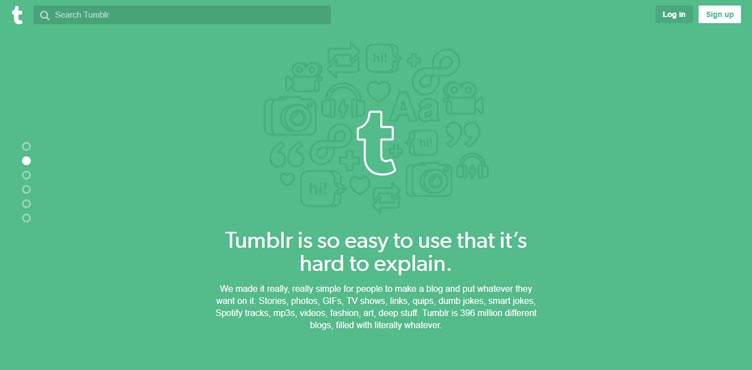 t
Search Tumblr
Log in
Sign up
hi!
Aa
hi!
t
hi!
Tumblr is so easy to use that it’s
hard to explain.
We made it really, really simple for people to make a blog and put whatever they
want on it. Stories, photos, GIFs, TV shows, links, quips, dumb jokes, smart jokes,
Spotify tracks, mp3s, videos, fashion, art, deep stuff. Tumblr is 396 million different
blogs, filled with literally whatever.